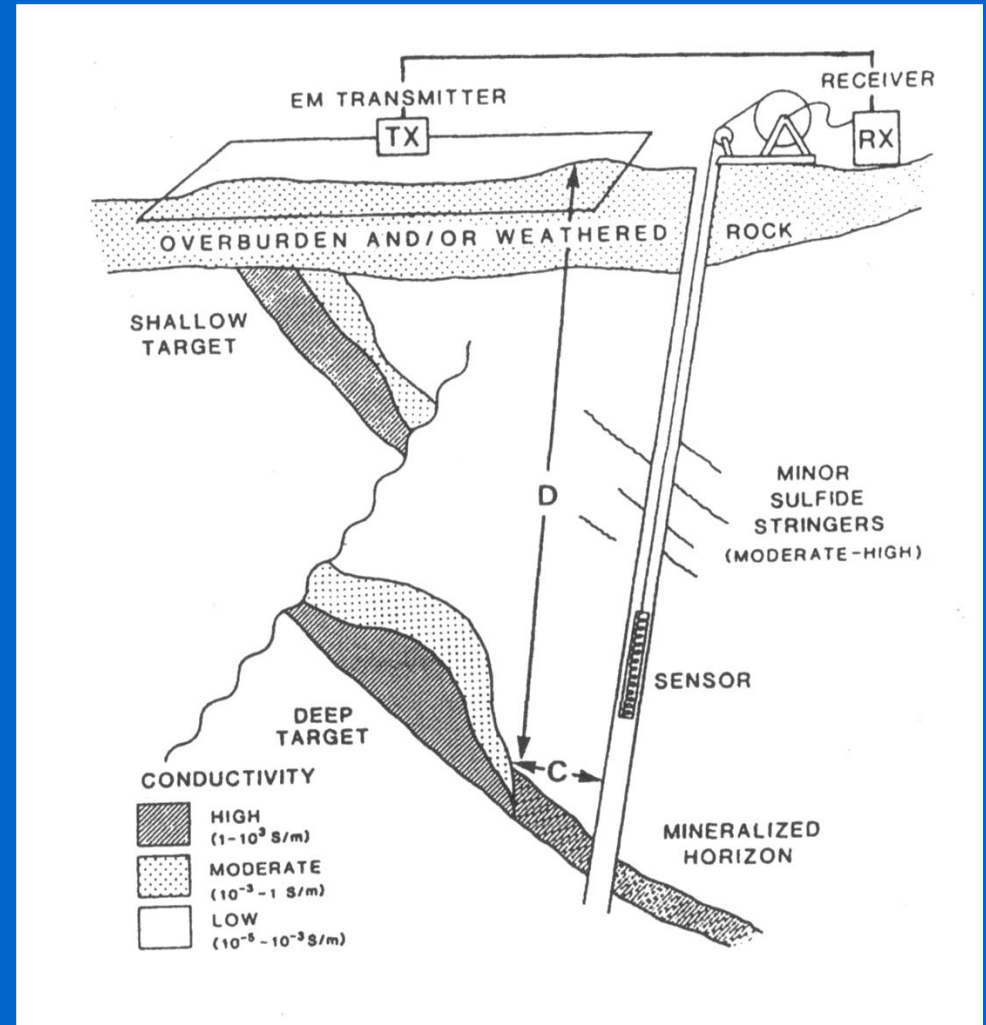 EM TRANSMITTER
TX
RECEIVER
RX
OVERBURDEN AND/OR WEATHERED ROCK
SHALLOW
TARGET
D
MINOR
SULFIDE
STRINGERS
(MODERATE-HIGH)
SENSOR
DEEP
TARGET
C
MINERALIZED
HORIZON
CONDUCTIVITY
HIGH
(1-10³ S/m)
MODERATE
(10⁻³-1 S/m)
LOW
(10⁻⁵-10⁻³ S/m)